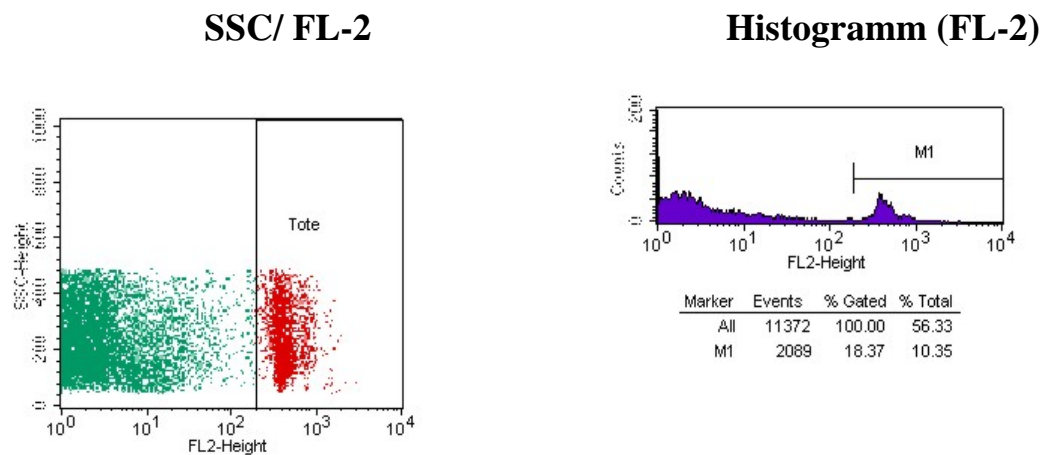 SSC/ FL-2
Histogramm (FL-2)
SSC-Height
0 200 400 600 800 1000
Tote
10^0 10^1 10^2 10^3 10^4
FL2-Height
Counts
0 200
M1
10^0 10^1 10^2 10^3 10^4
FL2-Height
Marker Events % Gated % Total
All 11372 100.00 56.33
M1 2089 18.37 10.35